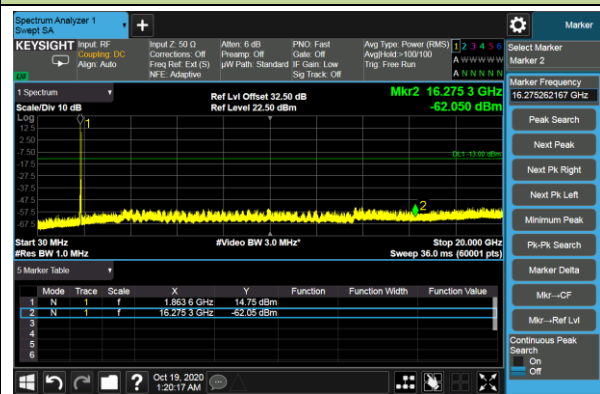 Spectrum Analyzer 1
Swept SA
Marker
KEYSIGHT
Input: RF
Coupling: DC
Align: Auto
Input Z: 50 Ω
Corrections: Off
Freq Ref: Ext (S)
NFE: Adaptive
Atten: 6 dB
Preamp: Off
µW Path: Standard
PNO: Fast
Gate: Off
IF Gain: Low
Sig Track: Off
Avg Type: Power (RMS)
Avg|Hold:>100/100
Trig: Free Run
1 2 3 4 5 6
A W W W W W
A N N N N N
LXI
Select Marker
Marker 2
1 Spectrum
Scale/Div 10 dB
Ref Lvl Offset 32.50 dB
Ref Level 22.50 dBm
Mkr2 16.275 3 GHz
-62.050 dBm
Log
12.5
2.50
-7.50
-17.5
-27.5
-37.5
-47.5
-57.5
-67.5
1
DL1 -13.00 dBm
2
Start 30 MHz
#Res BW 1.0 MHz
#Video BW 3.0 MHz*
Stop 20.000 GHz
Sweep 36.0 ms (60001 pts)
5 Marker Table
Mode Trace Scale X Y Function Function Width Function Value
1 N 1 f 1.863 6 GHz 14.75 dBm
2 N 1 f 16.275 3 GHz -62.05 dBm
3
4
5
6
Marker Frequency
16.275262167 GHz
Peak Search
Next Peak
Next Pk Right
Next Pk Left
Minimum Peak
Pk-Pk Search
Marker Delta
Mkr→CF
Mkr→Ref Lvl
Continuous Peak
Search
On
Off
?
Oct 19, 2020
1:20:17 AM